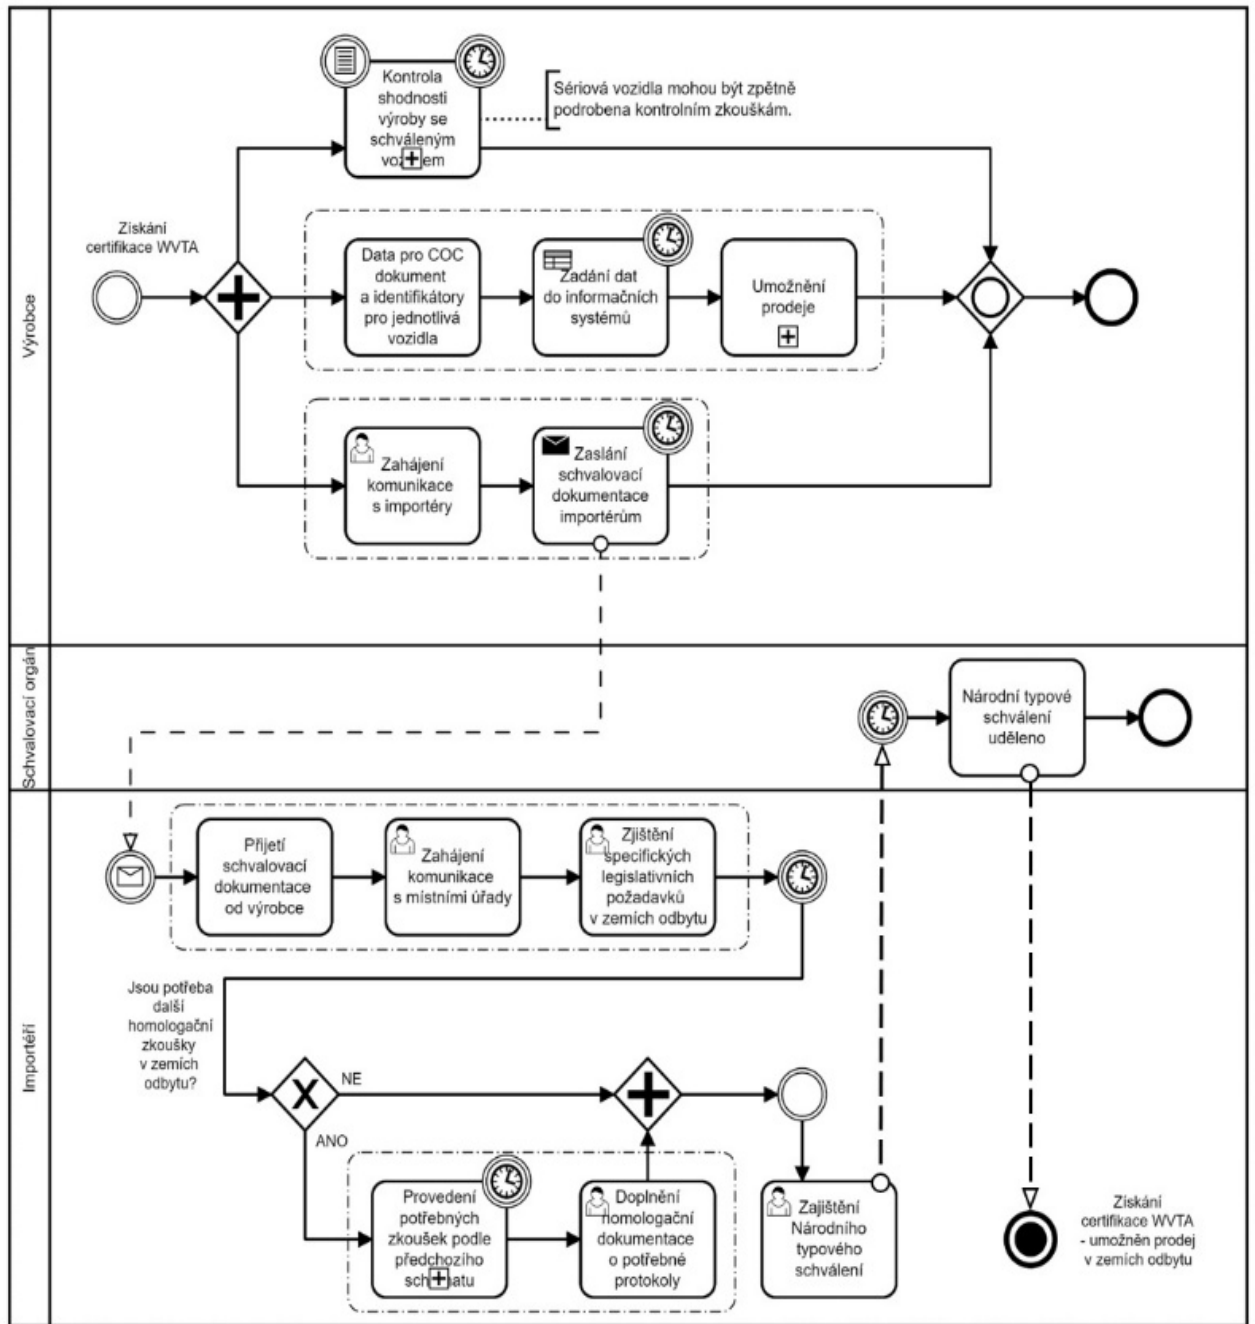 Výrobce
Získání
certifikace WVTA
Kontrola
shodnosti
výroby se
schváleným
Sériová vozidla mohou být zpětně
podrobena kontrolním zkouškám.
Data pro COC
dokument
a identifikátory
pro jednotlivá
vozidla
Zadání dat
do informačních
systémů
Umožnění
prodeje
Zahájení
komunikace
s importéry
Zaslání
schvalovací
dokumentace
importérům
Schvalovací orgán
Národní typové
schválení
uděleno
Importéři
Přijetí
schvalovací
dokumentace
od výrobce
Zahájení
komunikace
s místními úřady
Zjištění
specifických
legislativních
požadavků
v zemích odbytu
Jsou potřeba
další
homologační
zkoušky
v zemích
odbytu?
X
NE
ANO
Provedení
potřebných
zkoušek podle
předchozího
Doplnění
homologační
dokumentace
o potřebné
protokoly
Zajištění
Národního
typového
schválení
Získání
certifikace WVTA
- umožněn prodej
v zemích odbytu